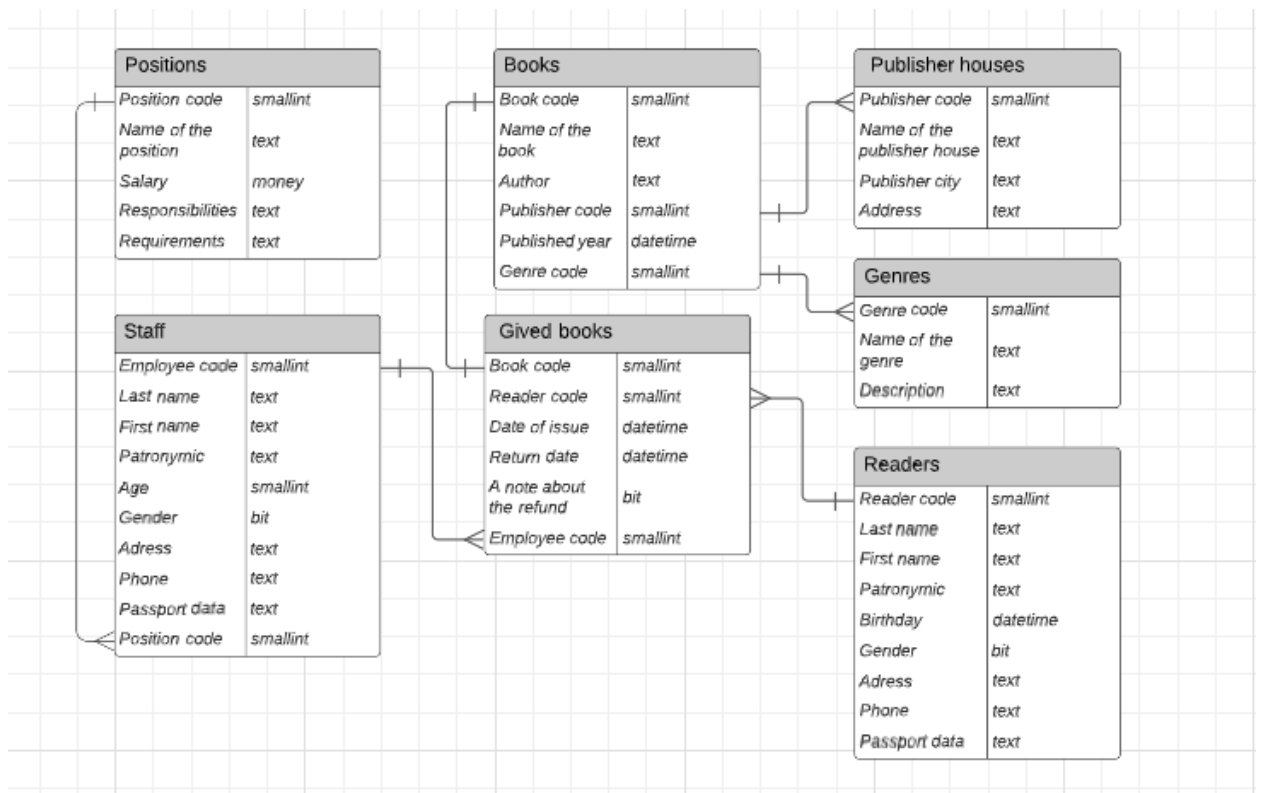 Positions
Position code smallint
Name of the
position text
Salary money
Responsibilities text
Requirements text
Books
Book code smallint
Name of the
book text
Author text
Publisher code smallint
Published year datetime
Genre code smallint
Publisher houses
Publisher code smallint
Name of the
publisher house text
Publisher city text
Address text
Genres
Genre code smallint
Name of the
genre text
Description text
Staff
Employee code smallint
Last name text
First name text
Patronymic text
Age smallint
Gender bit
Adress text
Phone text
Passport data text
Position code smallint
Gived books
Book code smallint
Reader code smallint
Date of issue datetime
Return date datetime
A note about
the refund bit
Employee code smallint
Readers
Reader code smallint
Last name text
First name text
Patronymic text
Birthday datetime
Gender bit
Adress text
Phone text
Passport data text